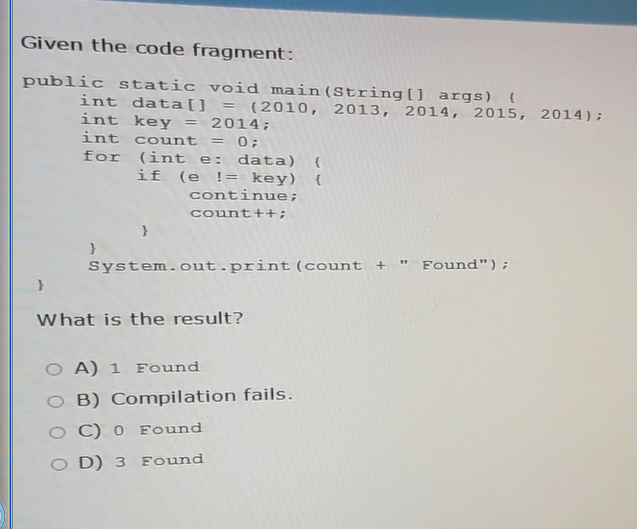 Given the code fragment:
public static void main(String[] args) {
int data[] = {2010, 2013, 2014, 2015, 2014};
int key = 2014;
int count = 0;
for (int e: data) {
if (e != key) {
continue;
count++;
}
}
System.out.print(count + " Found");
}
What is the result?
A) 1 Found
B) Compilation fails.
C) 0 Found
D) 3 Found